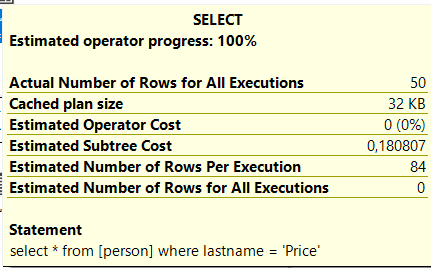 SELECT
Estimated operator progress: 100%
Actual Number of Rows for All Executions 50
Cached plan size 32 KB
Estimated Operator Cost 0 (0%)
Estimated Subtree Cost 0,180807
Estimated Number of Rows Per Execution 84
Estimated Number of Rows for All Executions 0
Statement
select * from [person] where lastname = 'Price'